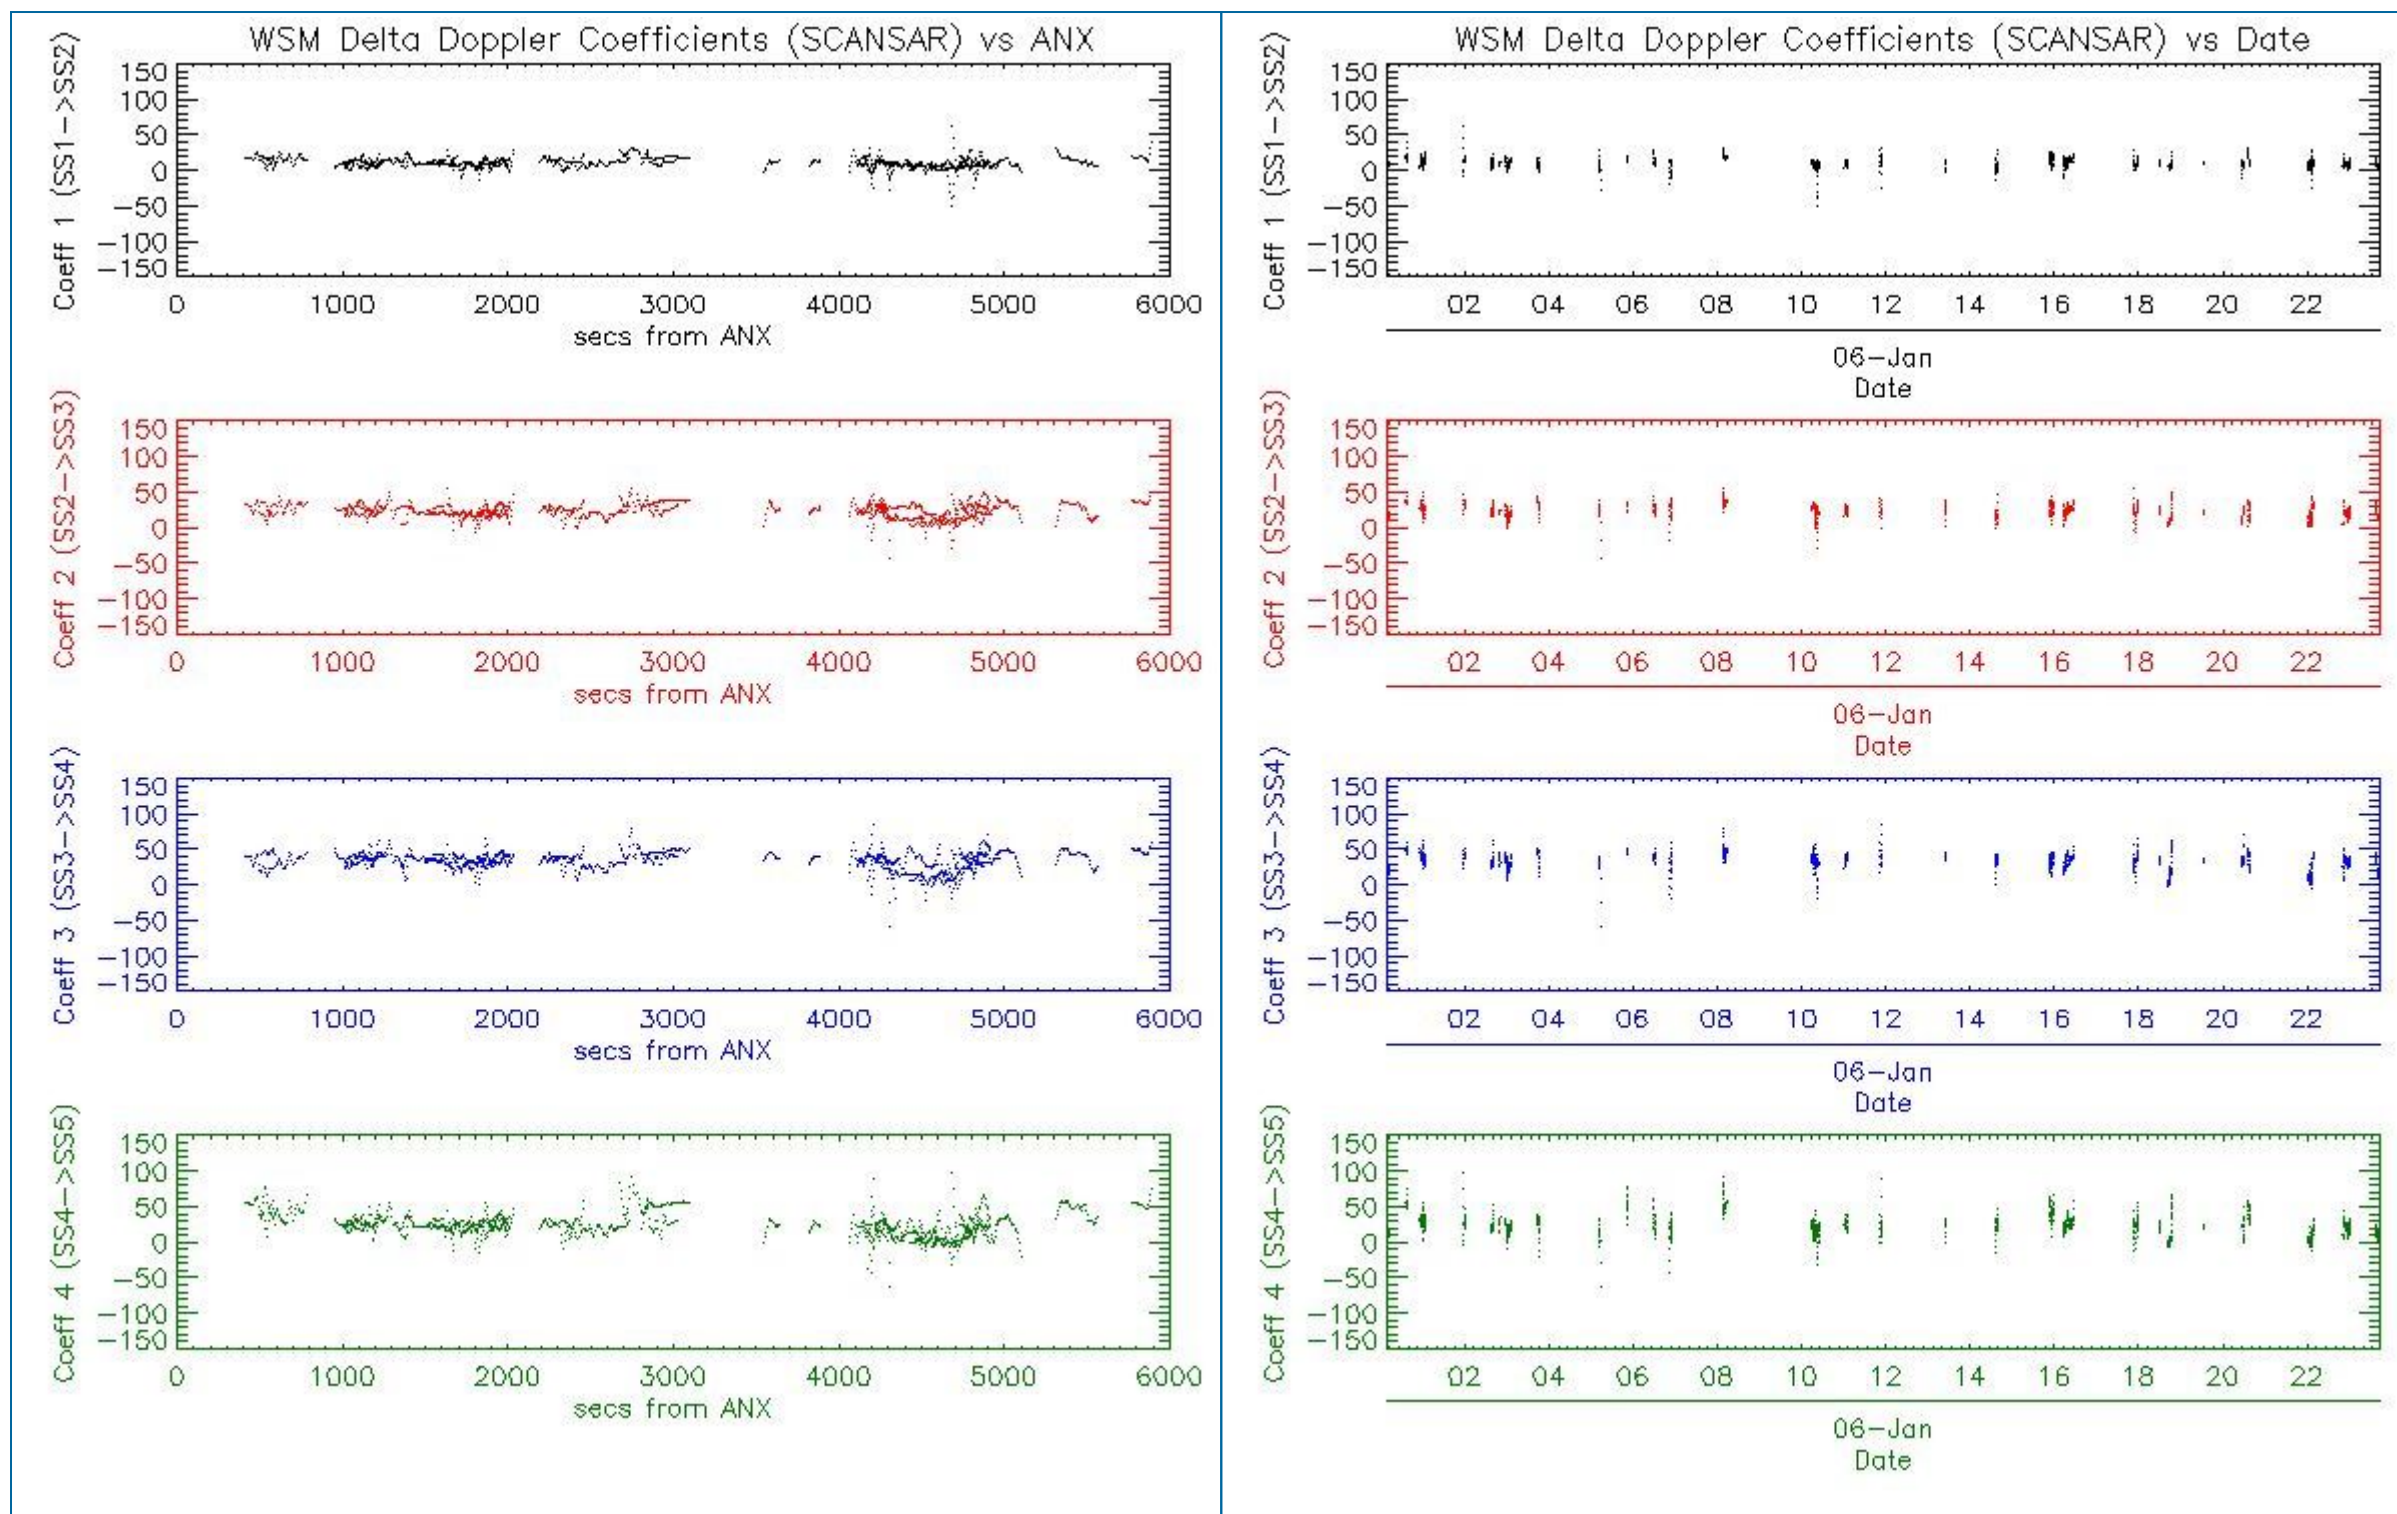 WSM Delta Doppler Coefficients (SCANSAR) vs ANX
Coeff 1 (SS1->SS2)
150
100
50
0
-50
-100
-150
0 1000 2000 3000 4000 5000 6000
secs from ANX
Coeff 2 (SS2->SS3)
150
100
50
0
-50
-100
-150
0 1000 2000 3000 4000 5000 6000
secs from ANX
Coeff 3 (SS3->SS4)
150
100
50
0
-50
-100
-150
0 1000 2000 3000 4000 5000 6000
secs from ANX
Coeff 4 (SS4->SS5)
150
100
50
0
-50
-100
-150
0 1000 2000 3000 4000 5000 6000
secs from ANX
WSM Delta Doppler Coefficients (SCANSAR) vs Date
Coeff 1 (SS1->SS2)
150
100
50
0
-50
-100
-150
02 04 06 08 10 12 14 16 18 20 22
06-Jan
Date
Coeff 2 (SS2->SS3)
150
100
50
0
-50
-100
-150
02 04 06 08 10 12 14 16 18 20 22
06-Jan
Date
Coeff 3 (SS3->SS4)
150
100
50
0
-50
-100
-150
02 04 06 08 10 12 14 16 18 20 22
06-Jan
Date
Coeff 4 (SS4->SS5)
150
100
50
0
-50
-100
-150
02 04 06 08 10 12 14 16 18 20 22
06-Jan
Date